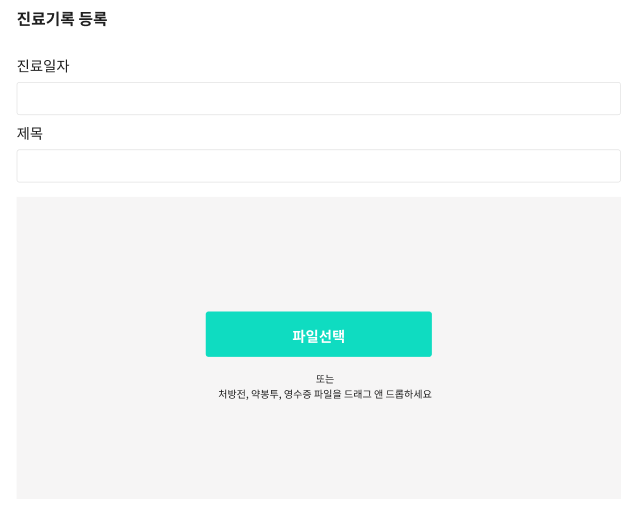 진료기록 등록
진료일자
제목
파일선택
또는
처방전, 약봉투, 영수증 파일을 드래그 앤 드롭하세요